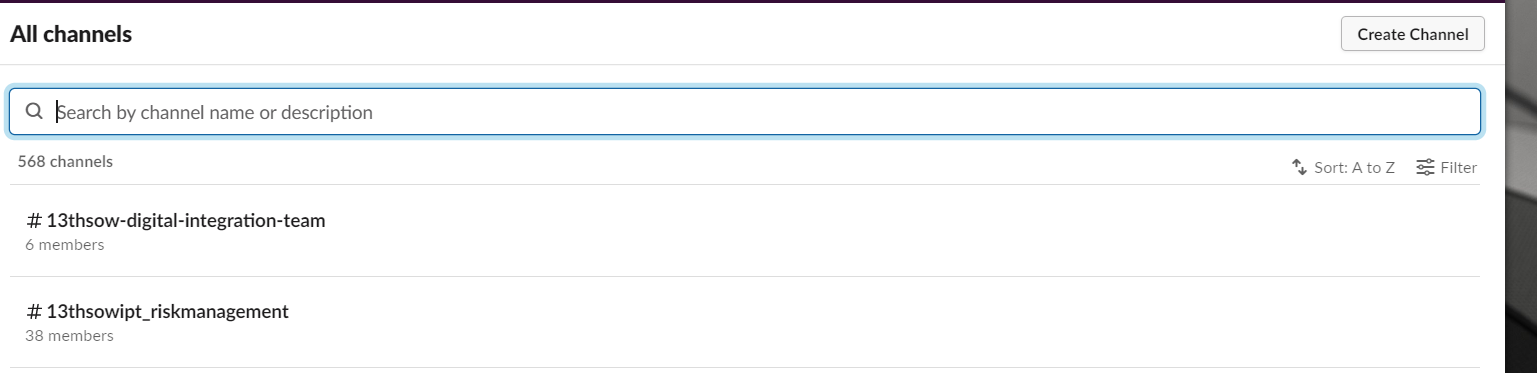 All channels
Create Channel
Search by channel name or description
568 channels
Sort: A to Z Filter
# 13thsow-digital-integration-team
6 members
# 13thsowipt_riskmanagement
38 members